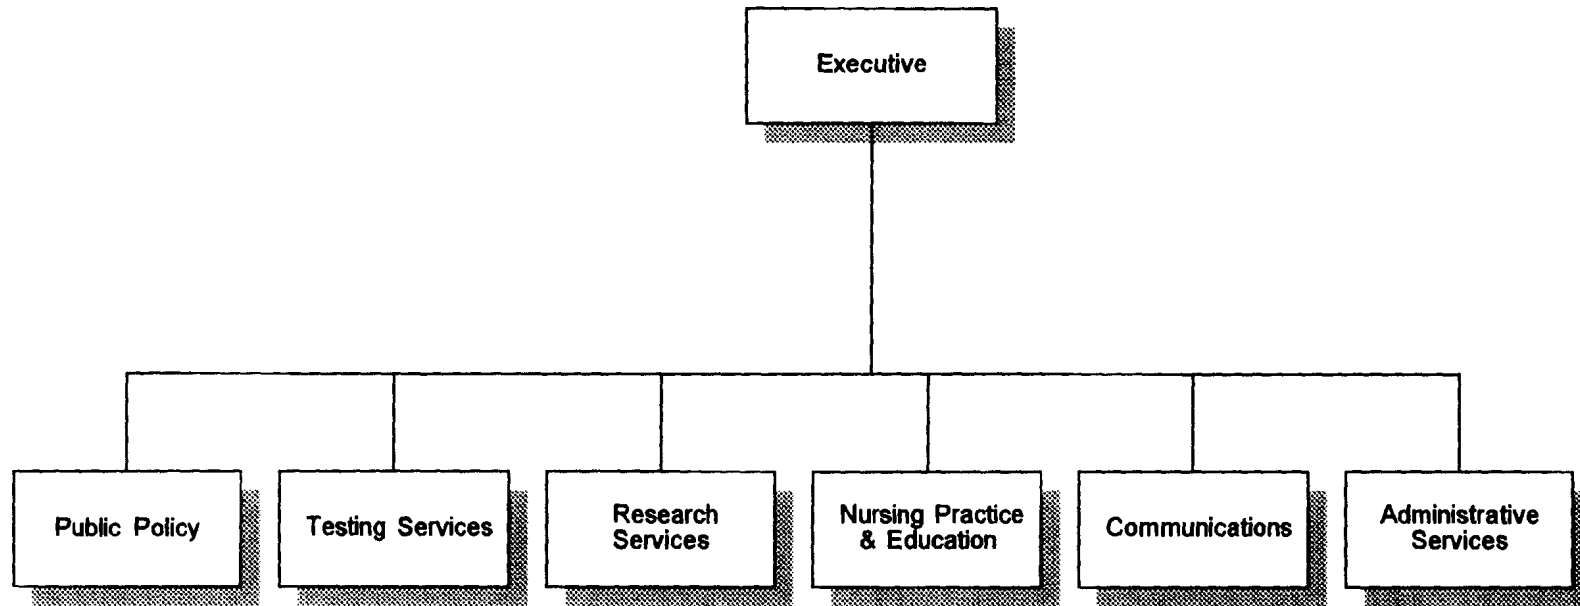 Executive
Public Policy
Testing Services
Research
Services
Nursing Practice
& Education
Communications
Administrative
Services